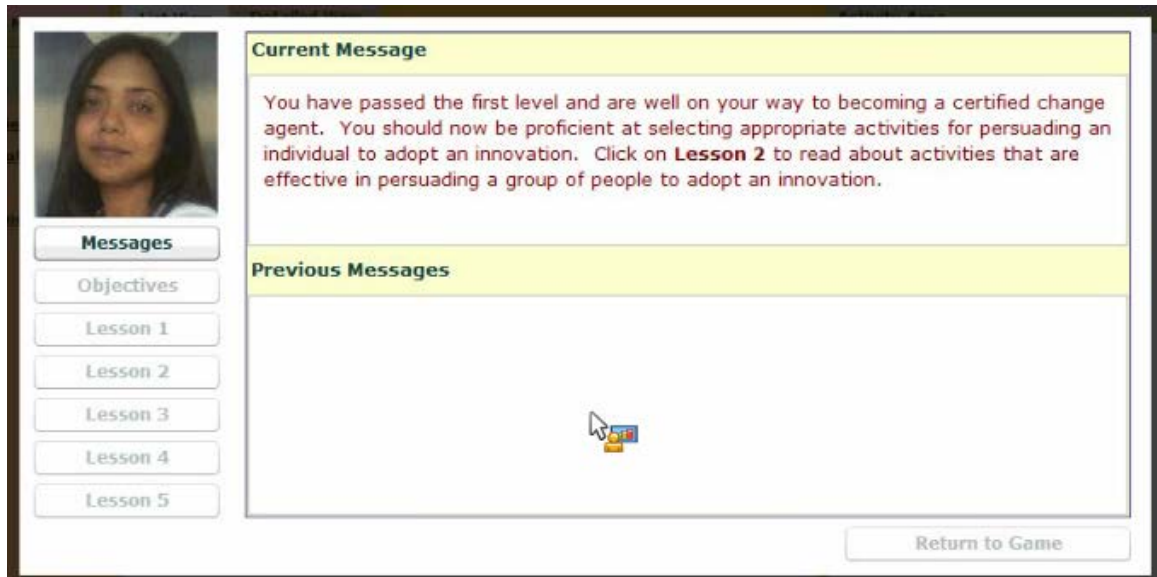 Current Message
You have passed the first level and are well on your way to becoming a certified change
agent. You should now be proficient at selecting appropriate activities for persuading an
individual to adopt an innovation. Click on Lesson 2 to read about activities that are
effective in persuading a group of people to adopt an innovation.
Messages
Objectives
Lesson 1
Lesson 2
Lesson 3
Lesson 4
Lesson 5
Previous Messages
Return to Game